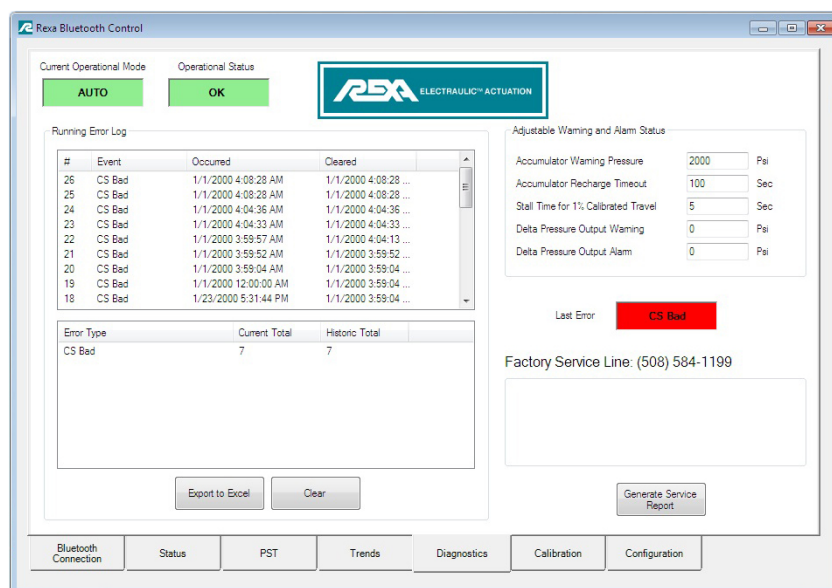 Rexa Bluetooth Control
Current Operational Mode Operational Status
AUTO OK
REXA ELECTRAULIC™ ACTUATION
Running Error Log
# Event Occurred Cleared
26 CS Bad 1/1/2000 4:08:28 AM 1/1/2000 4:08:28 ...
25 CS Bad 1/1/2000 4:08:28 AM 1/1/2000 4:08:28 ...
24 CS Bad 1/1/2000 4:04:36 AM 1/1/2000 4:04:36 ...
23 CS Bad 1/1/2000 4:04:33 AM 1/1/2000 4:04:33 ...
22 CS Bad 1/1/2000 3:59:57 AM 1/1/2000 4:04:13 ...
21 CS Bad 1/1/2000 3:59:52 AM 1/1/2000 3:59:52 ...
20 CS Bad 1/1/2000 3:59:04 AM 1/1/2000 3:59:04 ...
19 CS Bad 1/1/2000 12:00:00 AM 1/1/2000 3:59:04 ...
18 CS Bad 1/23/2000 5:31:44 PM 1/1/2000 3:59:04 ...
Error Type Current Total Historic Total
CS Bad 7 7
Export to Excel Clear
Adjustable Warning and Alarm Status
Accumulator Warning Pressure 2000 Psi
Accumulator Recharge Timeout 100 Sec
Stall Time for 1% Calibrated Travel 5 Sec
Delta Pressure Output Warning 0 Psi
Delta Pressure Output Alarm 0 Psi
Last Error CS Bad
Factory Service Line: (508) 584-1199
Generate Service
Report
Bluetooth
Connection
Status PST Trends Diagnostics Calibration Configuration